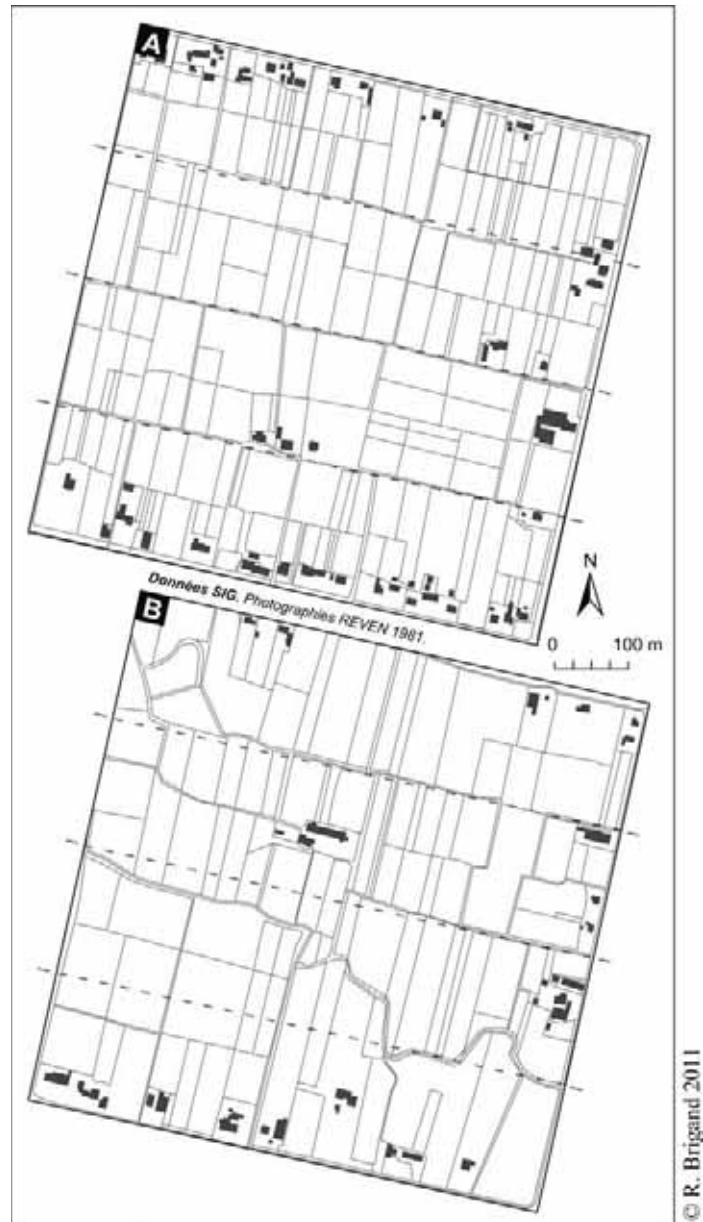 A
Données SIG. Photographies REVEN 1981.
N
0 100 m
B
© R. Brigand 2011